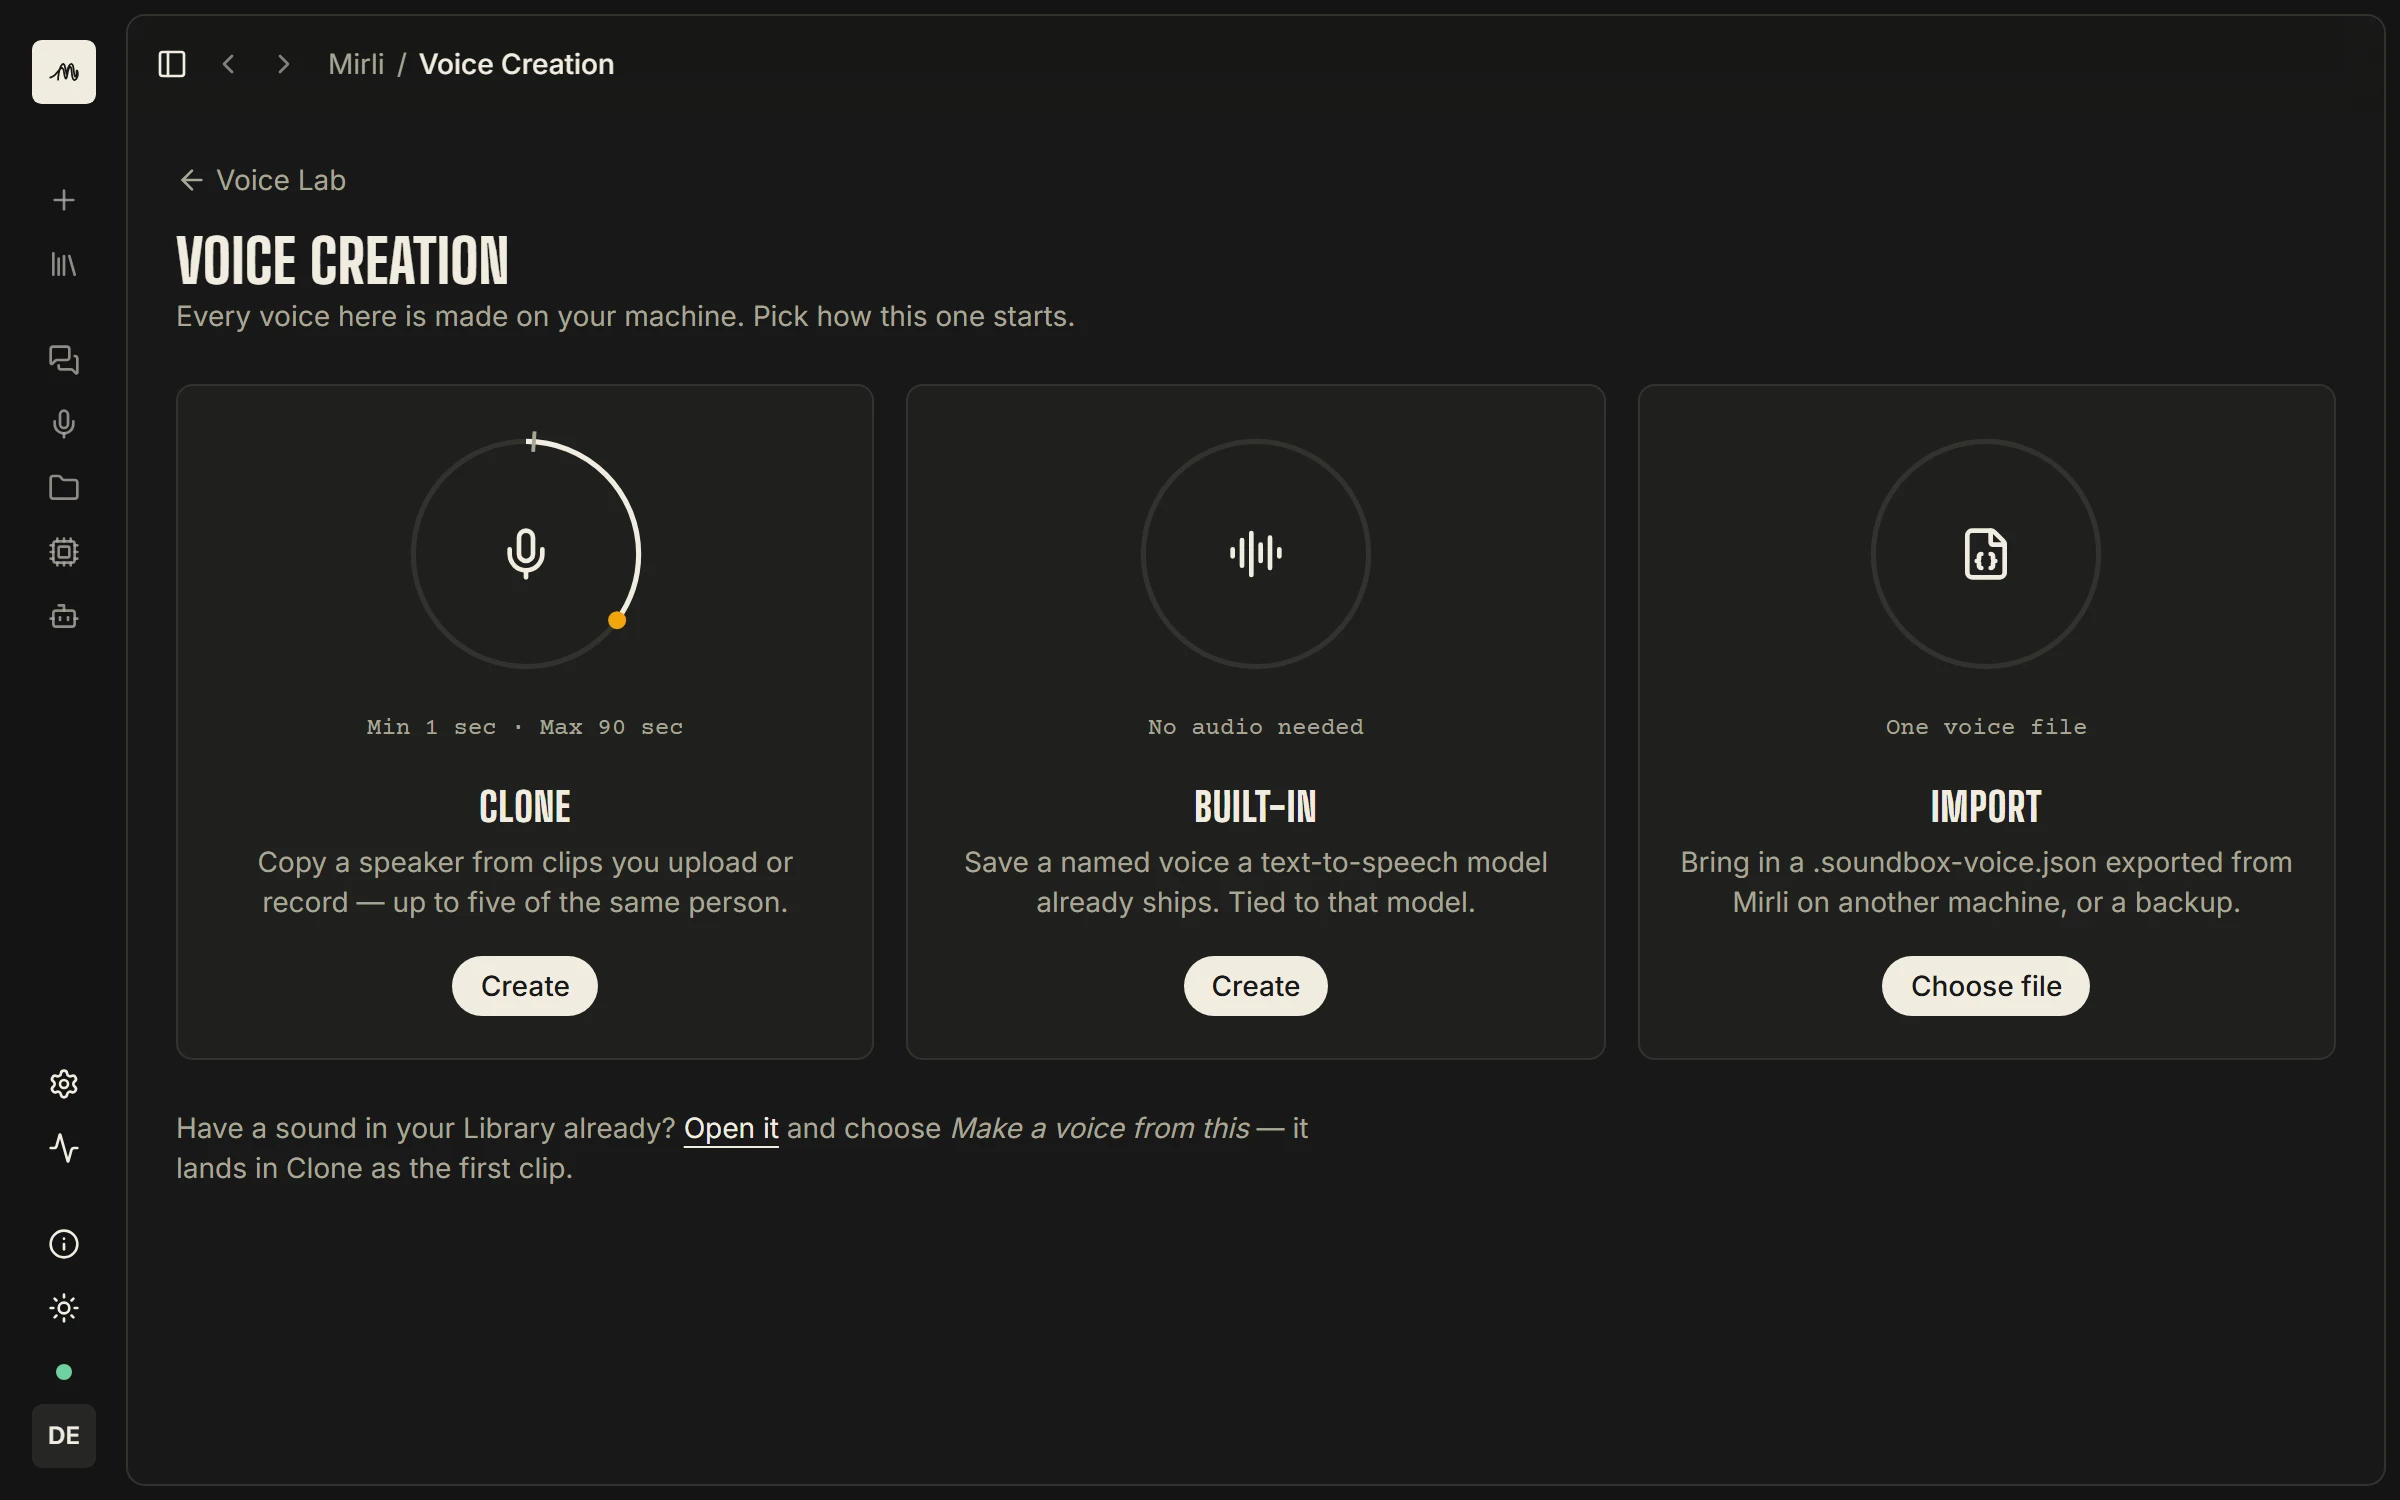 Mirli / Voice Creation
Voice Lab
VOICE CREATION
Every voice here is made on your machine. Pick how this one starts.
Min 1 sec · Max 90 sec
CLONE
Copy a speaker from clips you upload or
record — up to five of the same person.
Create
No audio needed
BUILT-IN
Save a named voice a text-to-speech model
already ships. Tied to that model.
Create
One voice file
IMPORT
Bring in a .soundbox-voice.json exported from
Mirli on another machine, or a backup.
Choose file
Have a sound in your Library already? Open it and choose Make a voice from this — it
lands in Clone as the first clip.
DE